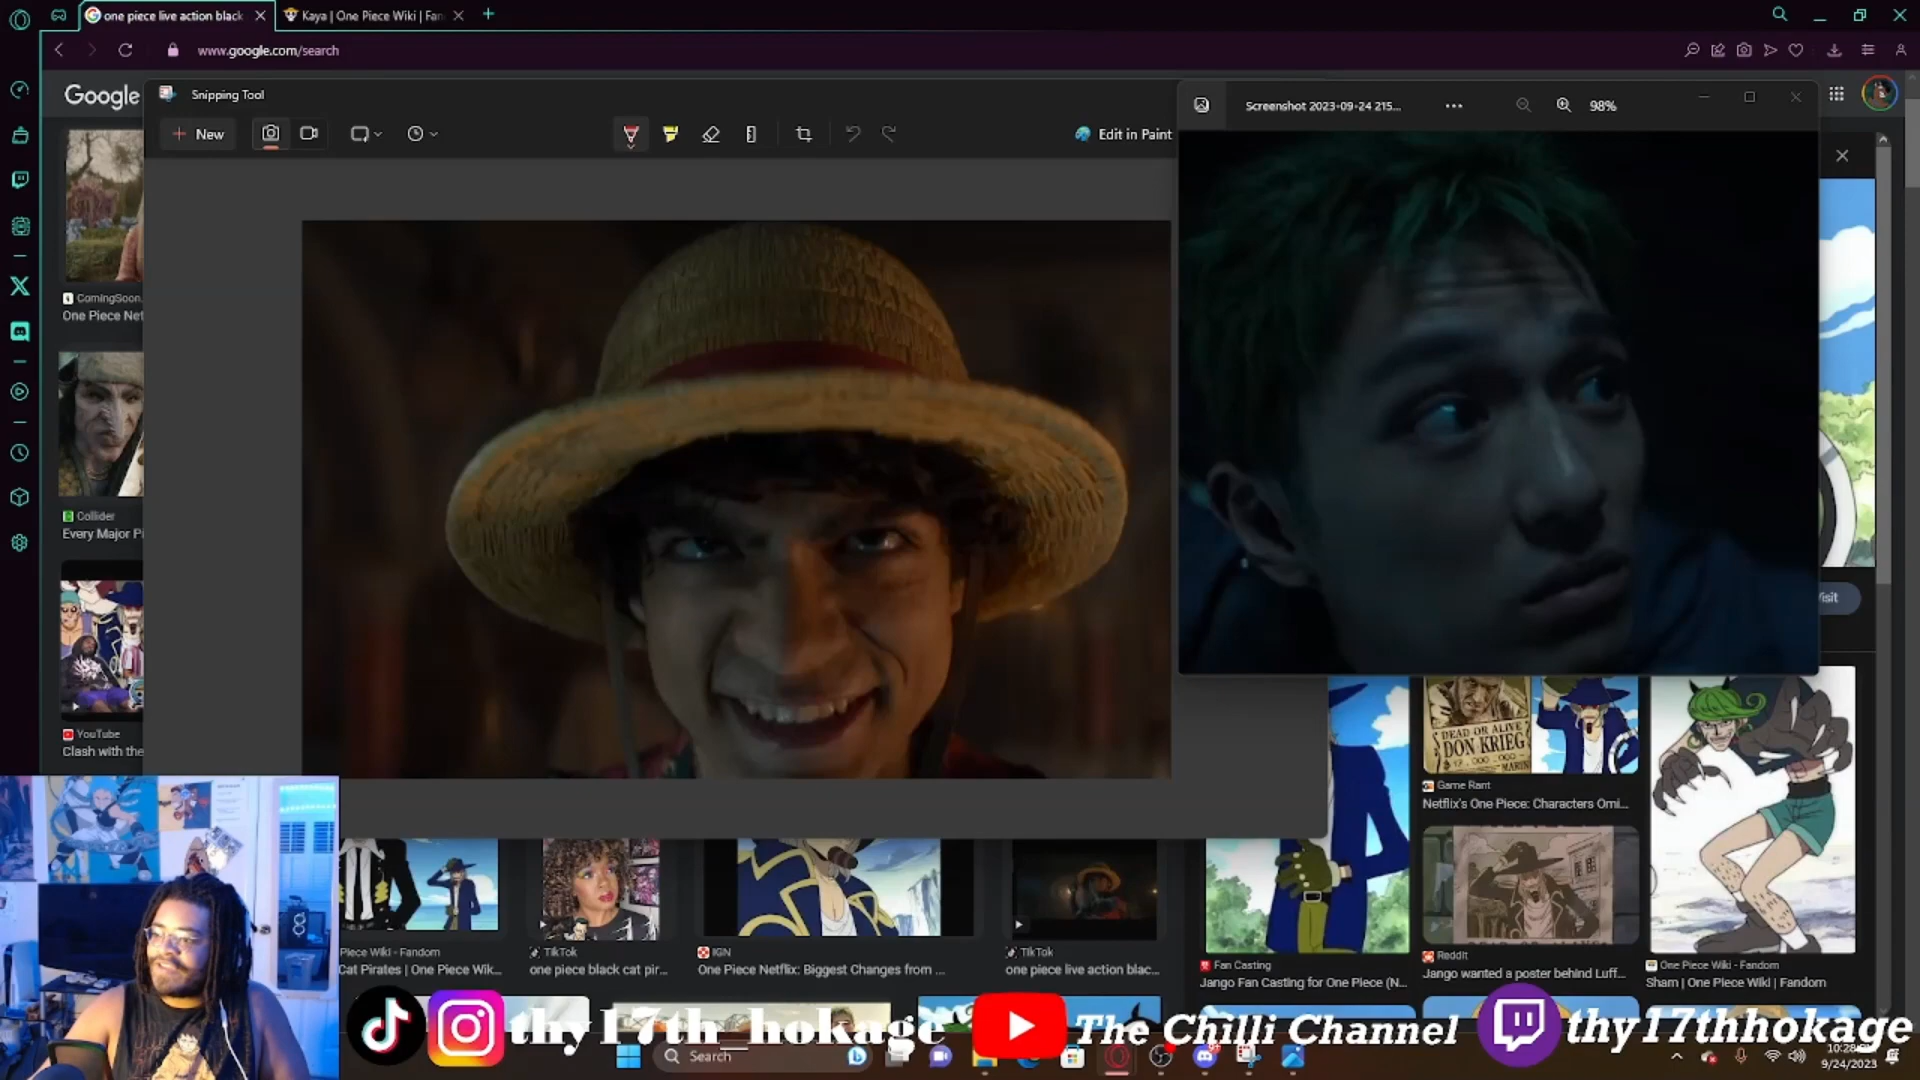 one piece live action black
Kaya | One Piece Wiki | Fan
www.google.com/search
Google
Snipping Tool
New
Edit in Paint
Screenshot 2023-09-24 215...
98%
ComingSoon.
One Piece Net
Collider
Every Major Pi
YouTube
Clash with the
Visit
DEAD OR ALIVE
DON KRIEG
Game Rant
Netflix's One Piece: Characters Omi...
Piece Wiki - Fandom
Cat Pirates | One Piece Wik...
TikTok
one piece black cat pir...
IGN
One Piece Netflix: Biggest Changes from ...
TikTok
one piece live action blac...
Fan Casting
Jango Fan Casting for One Piece (N...
Reddit
Jango wanted a poster behind Luff...
One Piece Wiki - Fandom
Sham | One Piece Wiki | Fandom
thy17th_hokage
The Chilli Channel
thy17thhokage
Search
9/24/2023